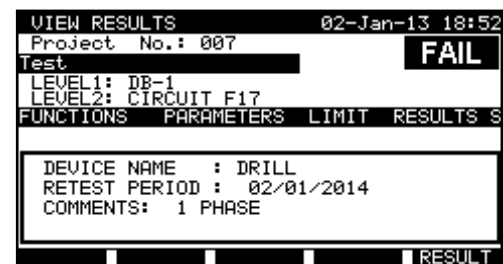 VIEW RESULTS 02-Jan-13 18:52
Project No.: 007
FAIL
Test
LEVEL1: DB-1
LEVEL2: CIRCUIT F17
FUNCTIONS PARAMETERS LIMIT RESULTS S
DEVICE NAME : DRILL
RETEST PERIOD : 02/01/2014
COMMENTS: 1 PHASE
RESULT